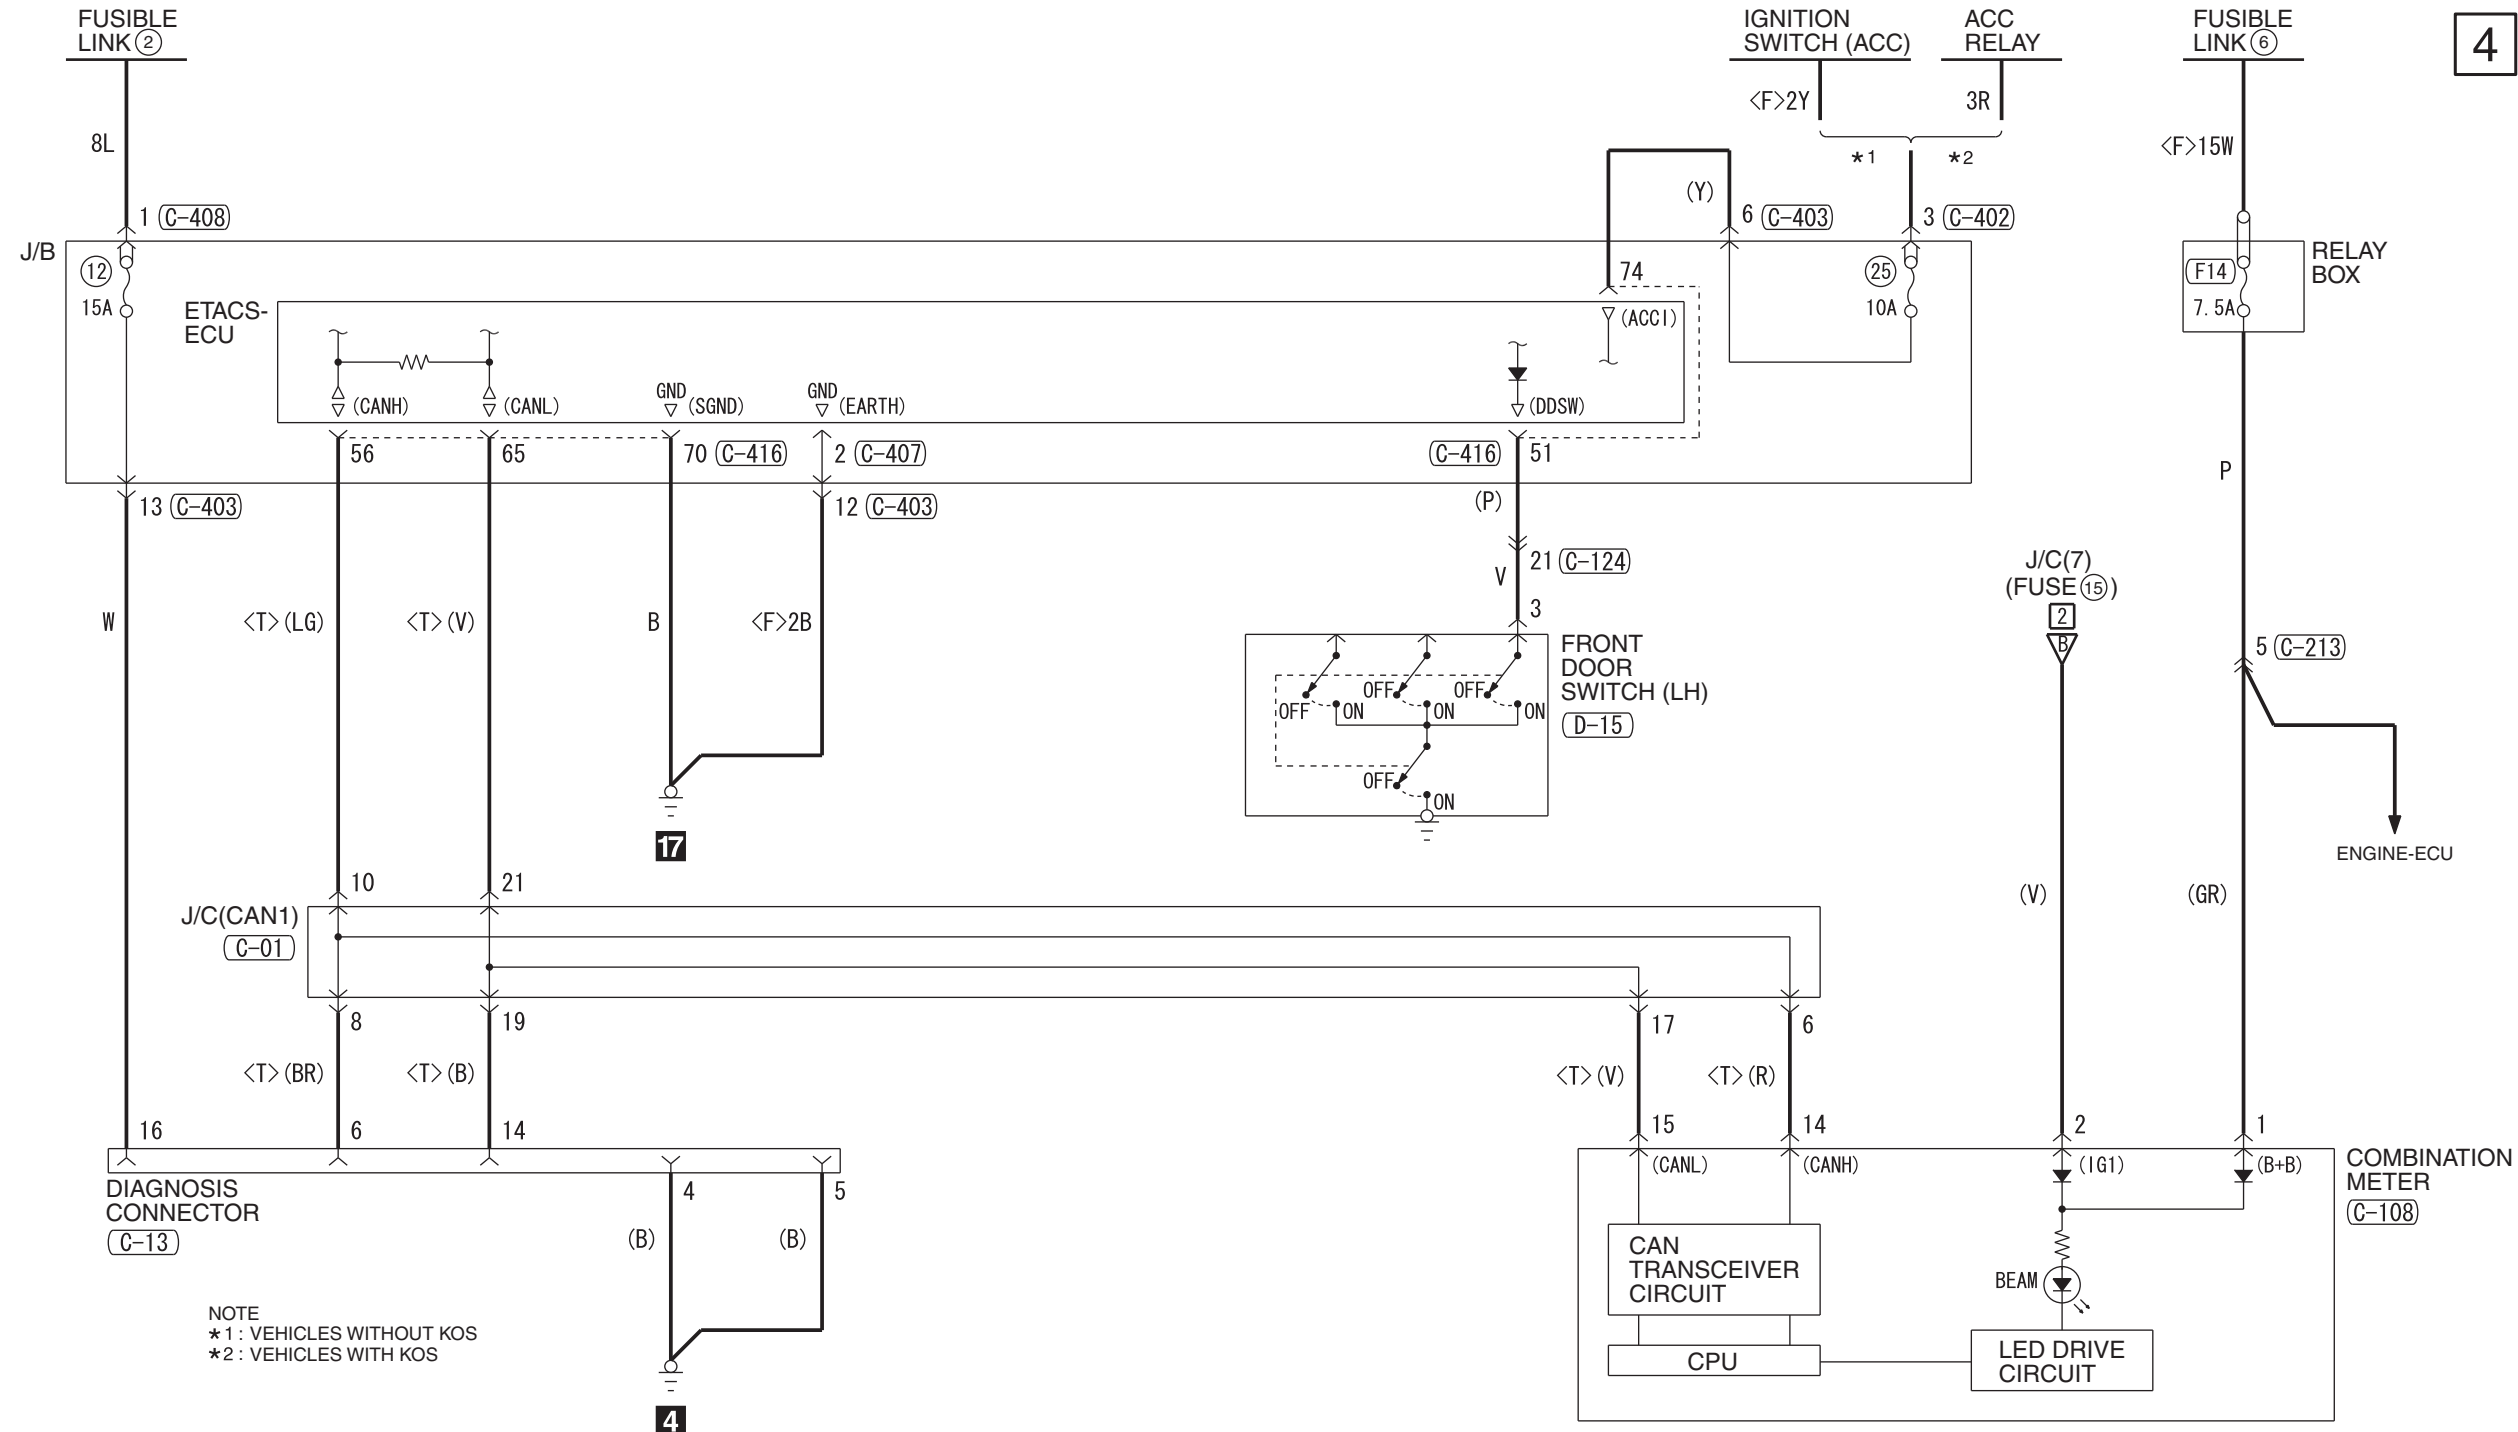 FUSIBLE
LINK ②
IGNITION
SWITCH (ACC)
ACC
RELAY
FUSIBLE
LINK ⑥
4
8L
<F>2Y
3R
*1
*2
<F>15W
(Y)
1 C-408
6 C-403
3 C-402
J/B
⑫
15A
ETACS-
ECU
74
(ACCI)
㉕
10A
F14
7.5A
RELAY
BOX
(CANH)
(CANL)
GND
(SGND)
GND
(EARTH)
(DDSW)
56
65
70 C-416
2 C-407
C-416 51
13 C-403
12 C-403
(P)
P
21 C-124
V
3
W
<T>(LG)
<T>(V)
B
<F>2B
FRONT
DOOR
SWITCH (LH)
D-15
OFF
OFF
OFF
ON
ON
ON
OFF
ON
J/C(7)
(FUSE ⑮)
2
B
5 C-213
ENGINE-ECU
17
10
21
(V)
(GR)
J/C(CAN1)
C-01
8
19
17
6
<T>(BR)
<T>(B)
<T>(V)
<T>(R)
16
6
14
15
14
2
1
(CANL)
(CANH)
(IG1)
(B+B)
COMBINATION
METER
C-108
DIAGNOSIS
CONNECTOR
C-13
4
5
(B)
(B)
CAN
TRANSCEIVER
CIRCUIT
BEAM
CPU
LED DRIVE
CIRCUIT
NOTE
*1 : VEHICLES WITHOUT KOS
*2 : VEHICLES WITH KOS
4